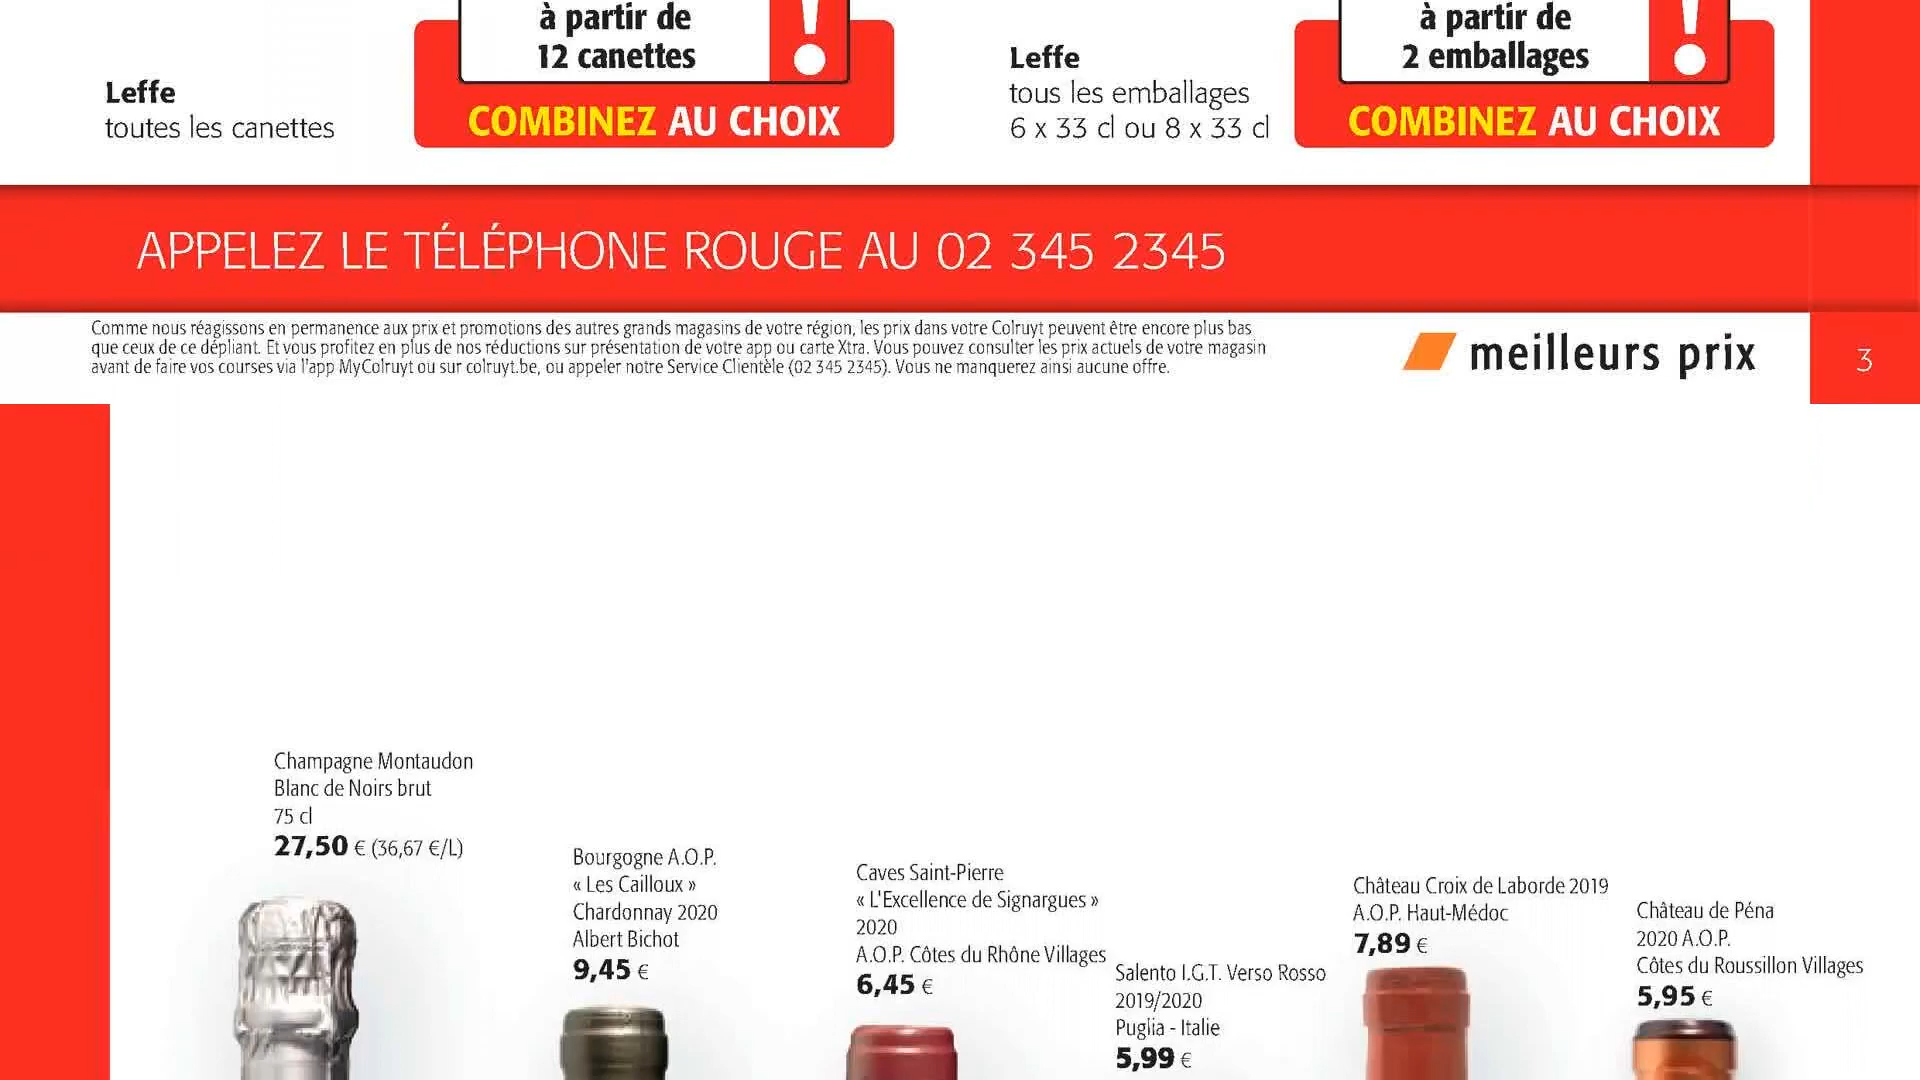 à partir de
12 canettes
!
COMBINEZ AU CHOIX
Leffe
toutes les canettes
à partir de
2 emballages
!
COMBINEZ AU CHOIX
Leffe
tous les emballages
6 x 33 cl ou 8 x 33 cl
APPELEZ LE TÉLÉPHONE ROUGE AU 02 345 2345
Comme nous réagissons en permanence aux prix et promotions des autres grands magasins de votre région, les prix dans votre Colruyt peuvent être encore plus bas
que ceux de ce dépliant. Et vous profitez en plus de nos réductions sur présentation de votre app ou carte Xtra. Vous pouvez consulter les prix actuels de votre magasin
avant de faire vos courses via l'app MyColruyt ou sur colruyt.be, ou appeler notre Service Clientèle (02 345 2345). Vous ne manquerez ainsi aucune offre.
meilleurs prix
3
Champagne Montaudon
Blanc de Noirs brut
75 cl
27,50 € (36,67 €/L)
Bourgogne A.O.P.
« Les Cailloux »
Chardonnay 2020
Albert Bichot
9,45 €
Caves Saint-Pierre
« L'Excellence de Signargues »
2020
A.O.P. Côtes du Rhône Villages
6,45 €
Salento I.G.T. Verso Rosso
2019/2020
Puglia - Italie
5,99 €
Château Croix de Laborde 2019
A.O.P. Haut-Médoc
7,89 €
Château de Péna
2020 A.O.P.
Côtes du Roussillon Villages
5,95 €